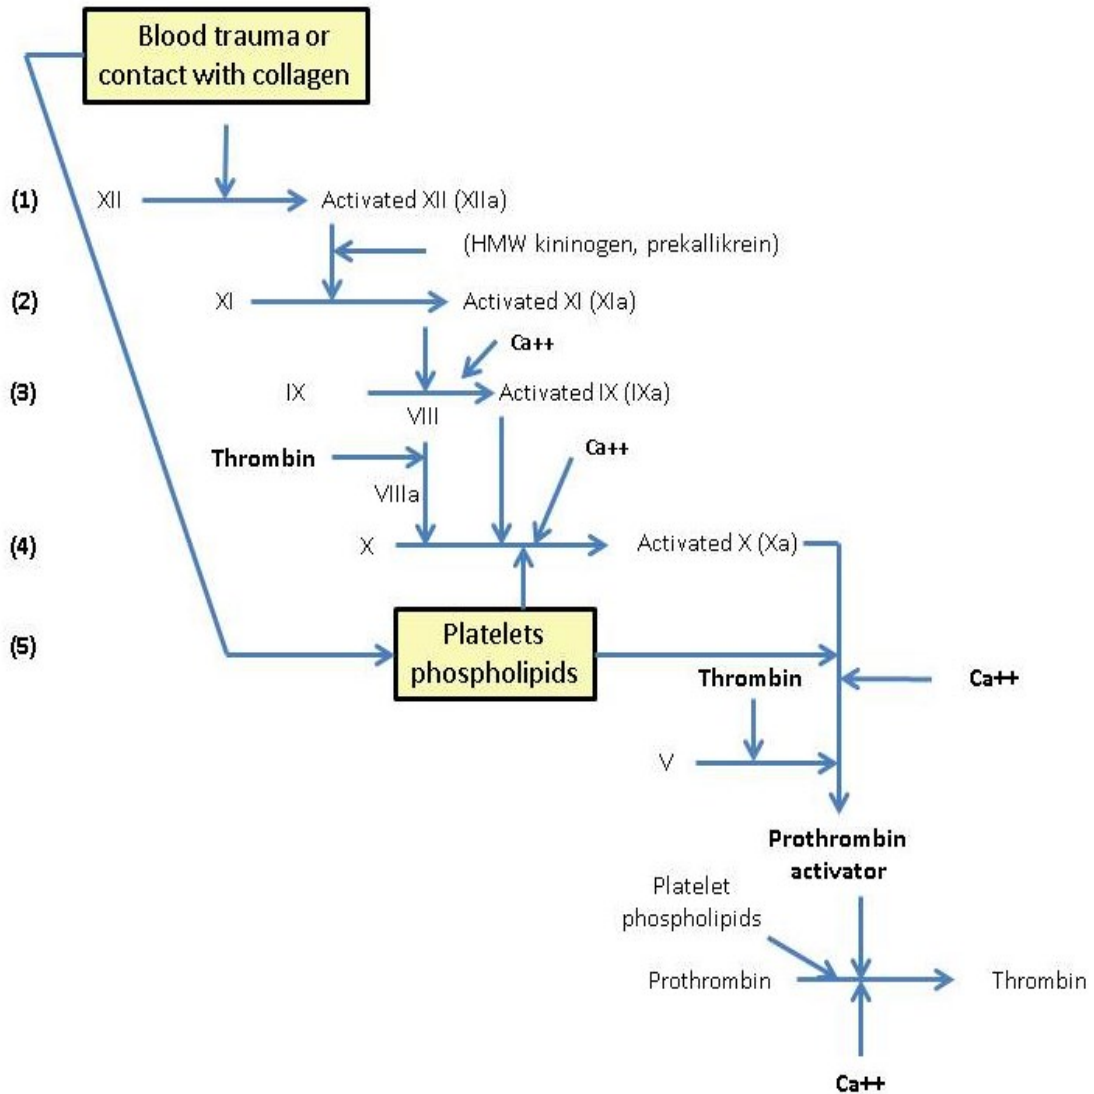 Blood trauma or
contact with collagen
(1) XII Activated XII (XIIa)
(HMW kininogen, prekallikrein)
(2) XI Activated XI (XIa)
Ca++
(3) IX Activated IX (IXa)
VIII
Thrombin Ca++
VIIIa
(4) X Activated X (Xa)
(5) Platelets
phospholipids
Thrombin Ca++
V
Prothrombin
activator
Platelet
phospholipids
Prothrombin Thrombin
Ca++